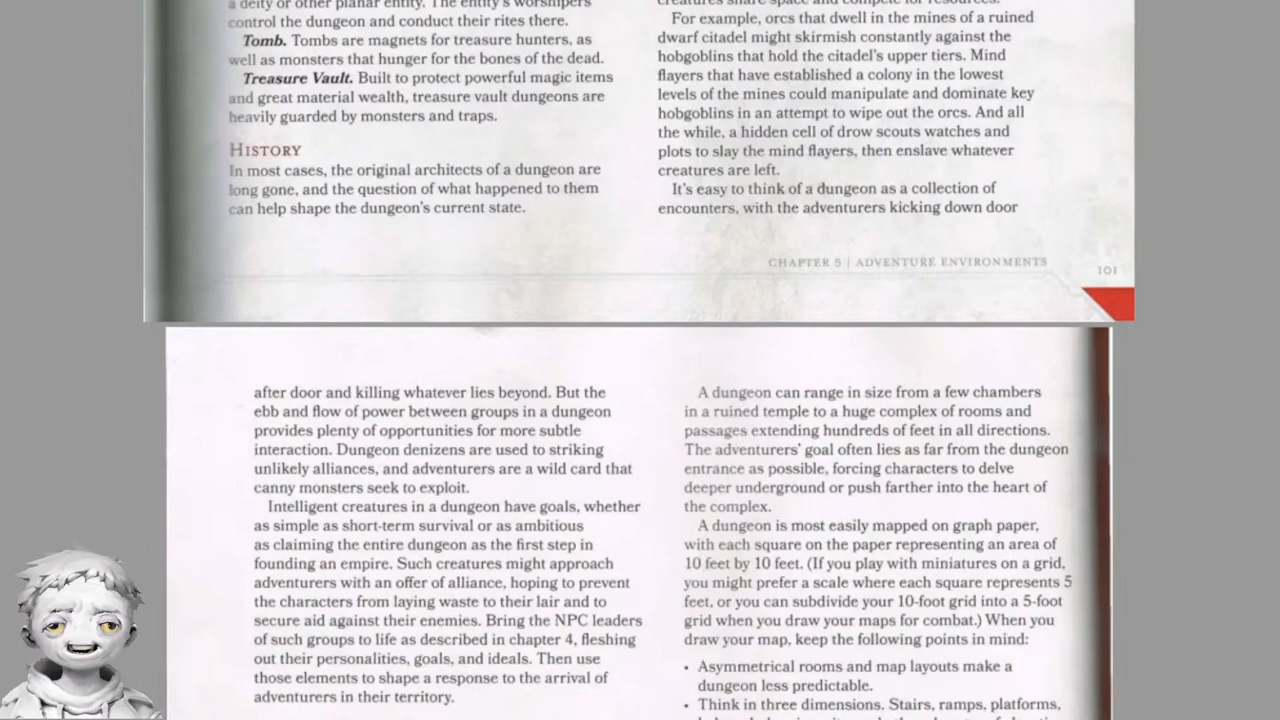 a deity or other planar entity. The entity's worshipers
control the dungeon and conduct their rites there.
Tomb. Tombs are magnets for treasure hunters, as
well as monsters that hunger for the bones of the dead.
Treasure Vault. Built to protect powerful magic items
and great material wealth, treasure vault dungeons are
heavily guarded by monsters and traps.
History
In most cases, the original architects of a dungeon are
long gone, and the question of what happened to them
can help shape the dungeon's current state.
creatures share space and compete for resources.
For example, orcs that dwell in the mines of a ruined
dwarf citadel might skirmish constantly against the
hobgoblins that hold the citadel's upper tiers. Mind
flayers that have established a colony in the lowest
levels of the mines could manipulate and dominate key
hobgoblins in an attempt to wipe out the orcs. And all
the while, a hidden cell of drow scouts watches and
plots to slay the mind flayers, then enslave whatever
creatures are left.
It's easy to think of a dungeon as a collection of
encounters, with the adventurers kicking down door
CHAPTER 5 | ADVENTURE ENVIRONMENTS
101
after door and killing whatever lies beyond. But the
ebb and flow of power between groups in a dungeon
provides plenty of opportunities for more subtle
interaction. Dungeon denizens are used to striking
unlikely alliances, and adventurers are a wild card that
canny monsters seek to exploit.
Intelligent creatures in a dungeon have goals, whether
as simple as short-term survival or as ambitious
as claiming the entire dungeon as the first step in
founding an empire. Such creatures might approach
adventurers with an offer of alliance, hoping to prevent
the characters from laying waste to their lair and to
secure aid against their enemies. Bring the NPC leaders
of such groups to life as described in chapter 4, fleshing
out their personalities, goals, and ideals. Then use
those elements to shape a response to the arrival of
adventurers in their territory.
A dungeon can range in size from a few chambers
in a ruined temple to a huge complex of rooms and
passages extending hundreds of feet in all directions.
The adventurers' goal often lies as far from the dungeon
entrance as possible, forcing characters to delve
deeper underground or push farther into the heart of
the complex.
A dungeon is most easily mapped on graph paper,
with each square on the paper representing an area of
10 feet by 10 feet. (If you play with miniatures on a grid,
you might prefer a scale where each square represents 5
feet, or you can subdivide your 10-foot grid into a 5-foot
grid when you draw your maps for combat.) When you
draw your map, keep the following points in mind:
• Asymmetrical rooms and map layouts make a
dungeon less predictable.
• Think in three dimensions. Stairs, ramps, platforms,